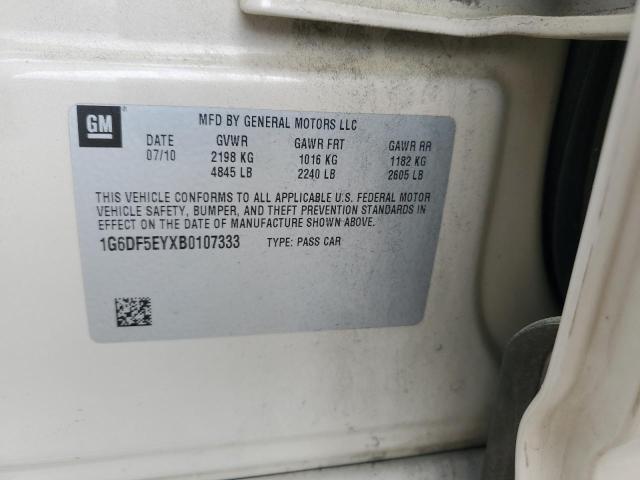 GM
MFD BY GENERAL MOTORS LLC
DATE GVWR GAWR FRT GAWR RR
07/10 2198 KG 1016 KG 1182 KG
4845 LB 2240 LB 2605 LB
THIS VEHICLE CONFORMS TO ALL APPLICABLE U.S. FEDERAL MOTOR
VEHICLE SAFETY, BUMPER, AND THEFT PREVENTION STANDARDS IN
EFFECT ON THE DATE OF MANUFACTURE SHOWN ABOVE.
1G6DF5EYXB0107333 TYPE: PASS CAR